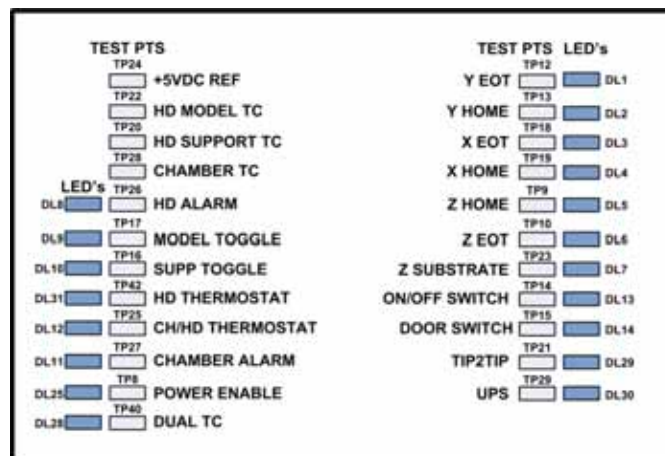 TEST PTS
TP24
+5VDC REF
TP22
HD MODEL TC
TP20
HD SUPPORT TC
TP28
CHAMBER TC
LED's
DL8 TP26 HD ALARM
DL9 TP17 MODEL TOGGLE
DL10 TP16 SUPP TOGGLE
DL31 TP42 HD THERMOSTAT
DL12 TP25 CH/HD THERMOSTAT
DL11 TP27 CHAMBER ALARM
DL25 TP8 POWER ENABLE
DL28 TP40 DUAL TC
TEST PTS LED's
Y EOT TP12 DL1
Y HOME TP13 DL2
X EOT TP18 DL3
X HOME TP19 DL4
Z HOME TP9 DL5
Z EOT TP10 DL6
Z SUBSTRATE TP23 DL7
ON/OFF SWITCH TP14 DL13
DOOR SWITCH TP15 DL14
TIP2TIP TP21 DL29
UPS TP29 DL30